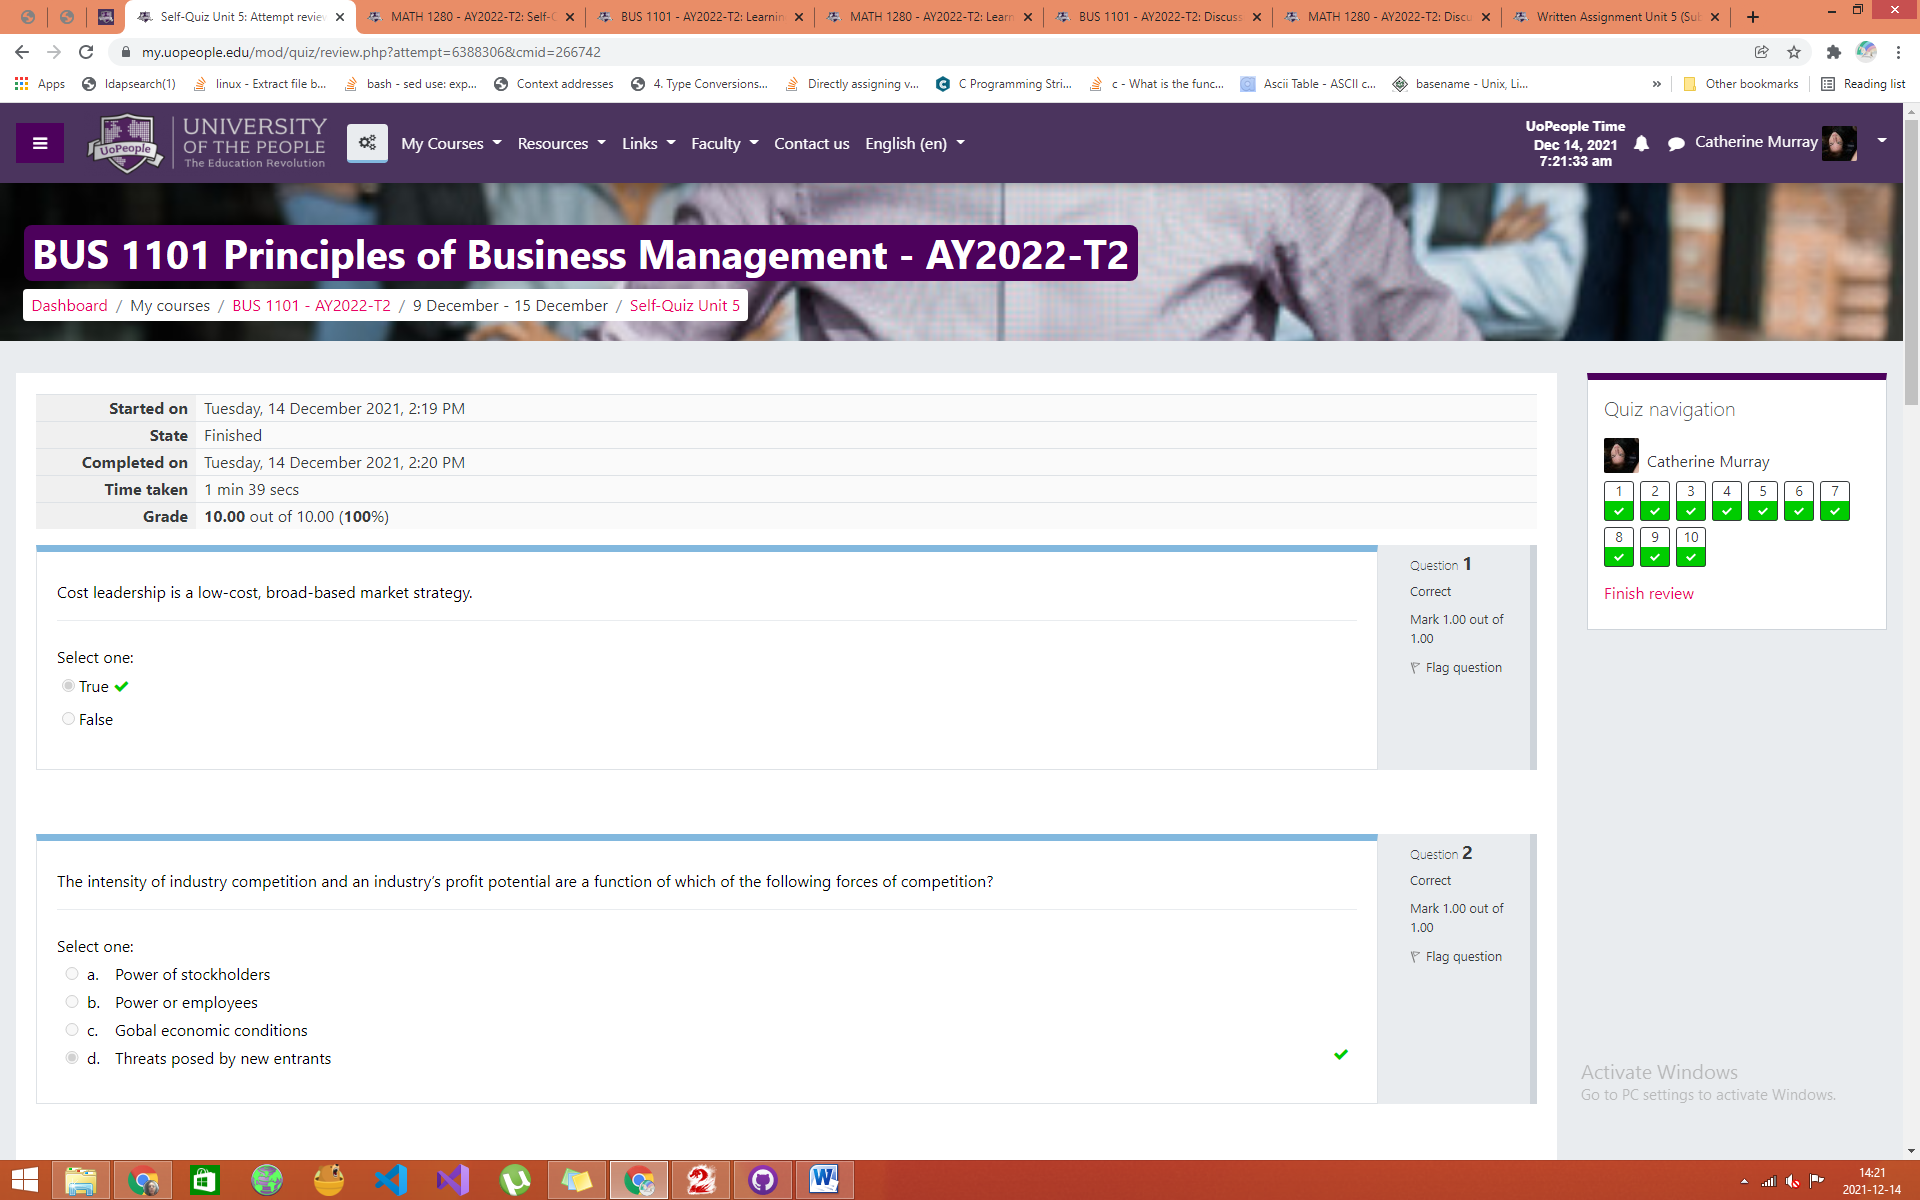 Self-Quiz Unit 5: Attempt review
MATH 1280 - AY2022-T2: Self-Q
BUS 1101 - AY2022-T2: Learnin
MATH 1280 - AY2022-T2: Learn
BUS 1101 - AY2022-T2: Discuss
MATH 1280 - AY2022-T2: Discu
Written Assignment Unit 5 (Sub
my.uopeople.edu/mod/quiz/review.php?attempt=6388306&cmid=266742
Apps
ldapsearch(1)
linux - Extract file b...
bash - sed use: exp...
Context addresses
4. Type Conversions...
Directly assigning v...
C Programming Stri...
c - What is the func...
Ascii Table - ASCII c...
basename - Unix, Li...
»
Other bookmarks
Reading list
UoPeople
UNIVERSITY
OF THE PEOPLE
The Education Revolution
My Courses
Resources
Links
Faculty
Contact us
English (en)
UoPeople Time
Dec 14, 2021
7:21:33 am
Catherine Murray
BUS 1101 Principles of Business Management - AY2022-T2
Dashboard / My courses / BUS 1101 - AY2022-T2 / 9 December - 15 December / Self-Quiz Unit 5
Started on Tuesday, 14 December 2021, 2:19 PM
State Finished
Completed on Tuesday, 14 December 2021, 2:20 PM
Time taken 1 min 39 secs
Grade 10.00 out of 10.00 (100%)
Quiz navigation
Catherine Murray
1 2 3 4 5 6 7
8 9 10
Finish review
Question 1
Correct
Mark 1.00 out of
1.00
Flag question
Cost leadership is a low-cost, broad-based market strategy.
Select one:
True
False
Question 2
Correct
Mark 1.00 out of
1.00
Flag question
The intensity of industry competition and an industry's profit potential are a function of which of the following forces of competition?
Select one:
a. Power of stockholders
b. Power or employees
c. Gobal economic conditions
d. Threats posed by new entrants
Activate Windows
Go to PC settings to activate Windows.
14:21
2021-12-14